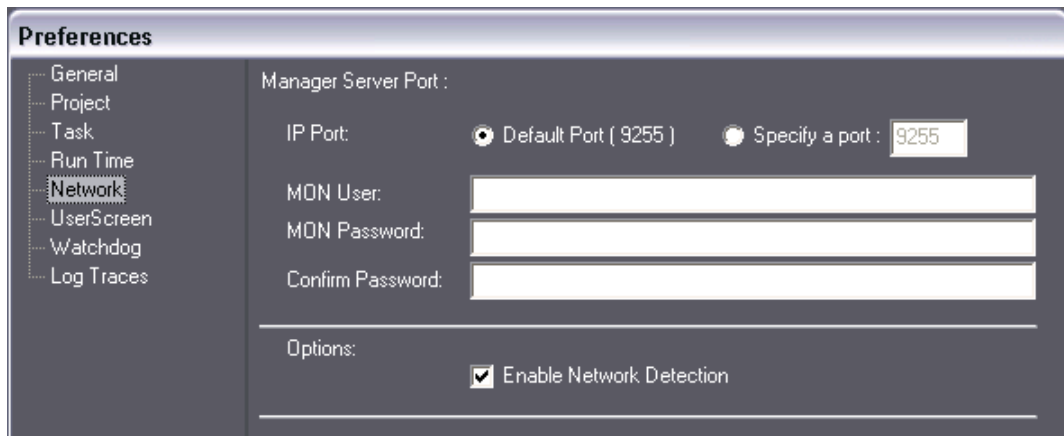 Preferences
General
Project
Task
Run Time
Network
UserScreen
Watchdog
Log Traces
Manager Server Port :
IP Port: Default Port ( 9255 ) Specify a port : 9255
MON User:
MON Password:
Confirm Password:
Options:
Enable Network Detection